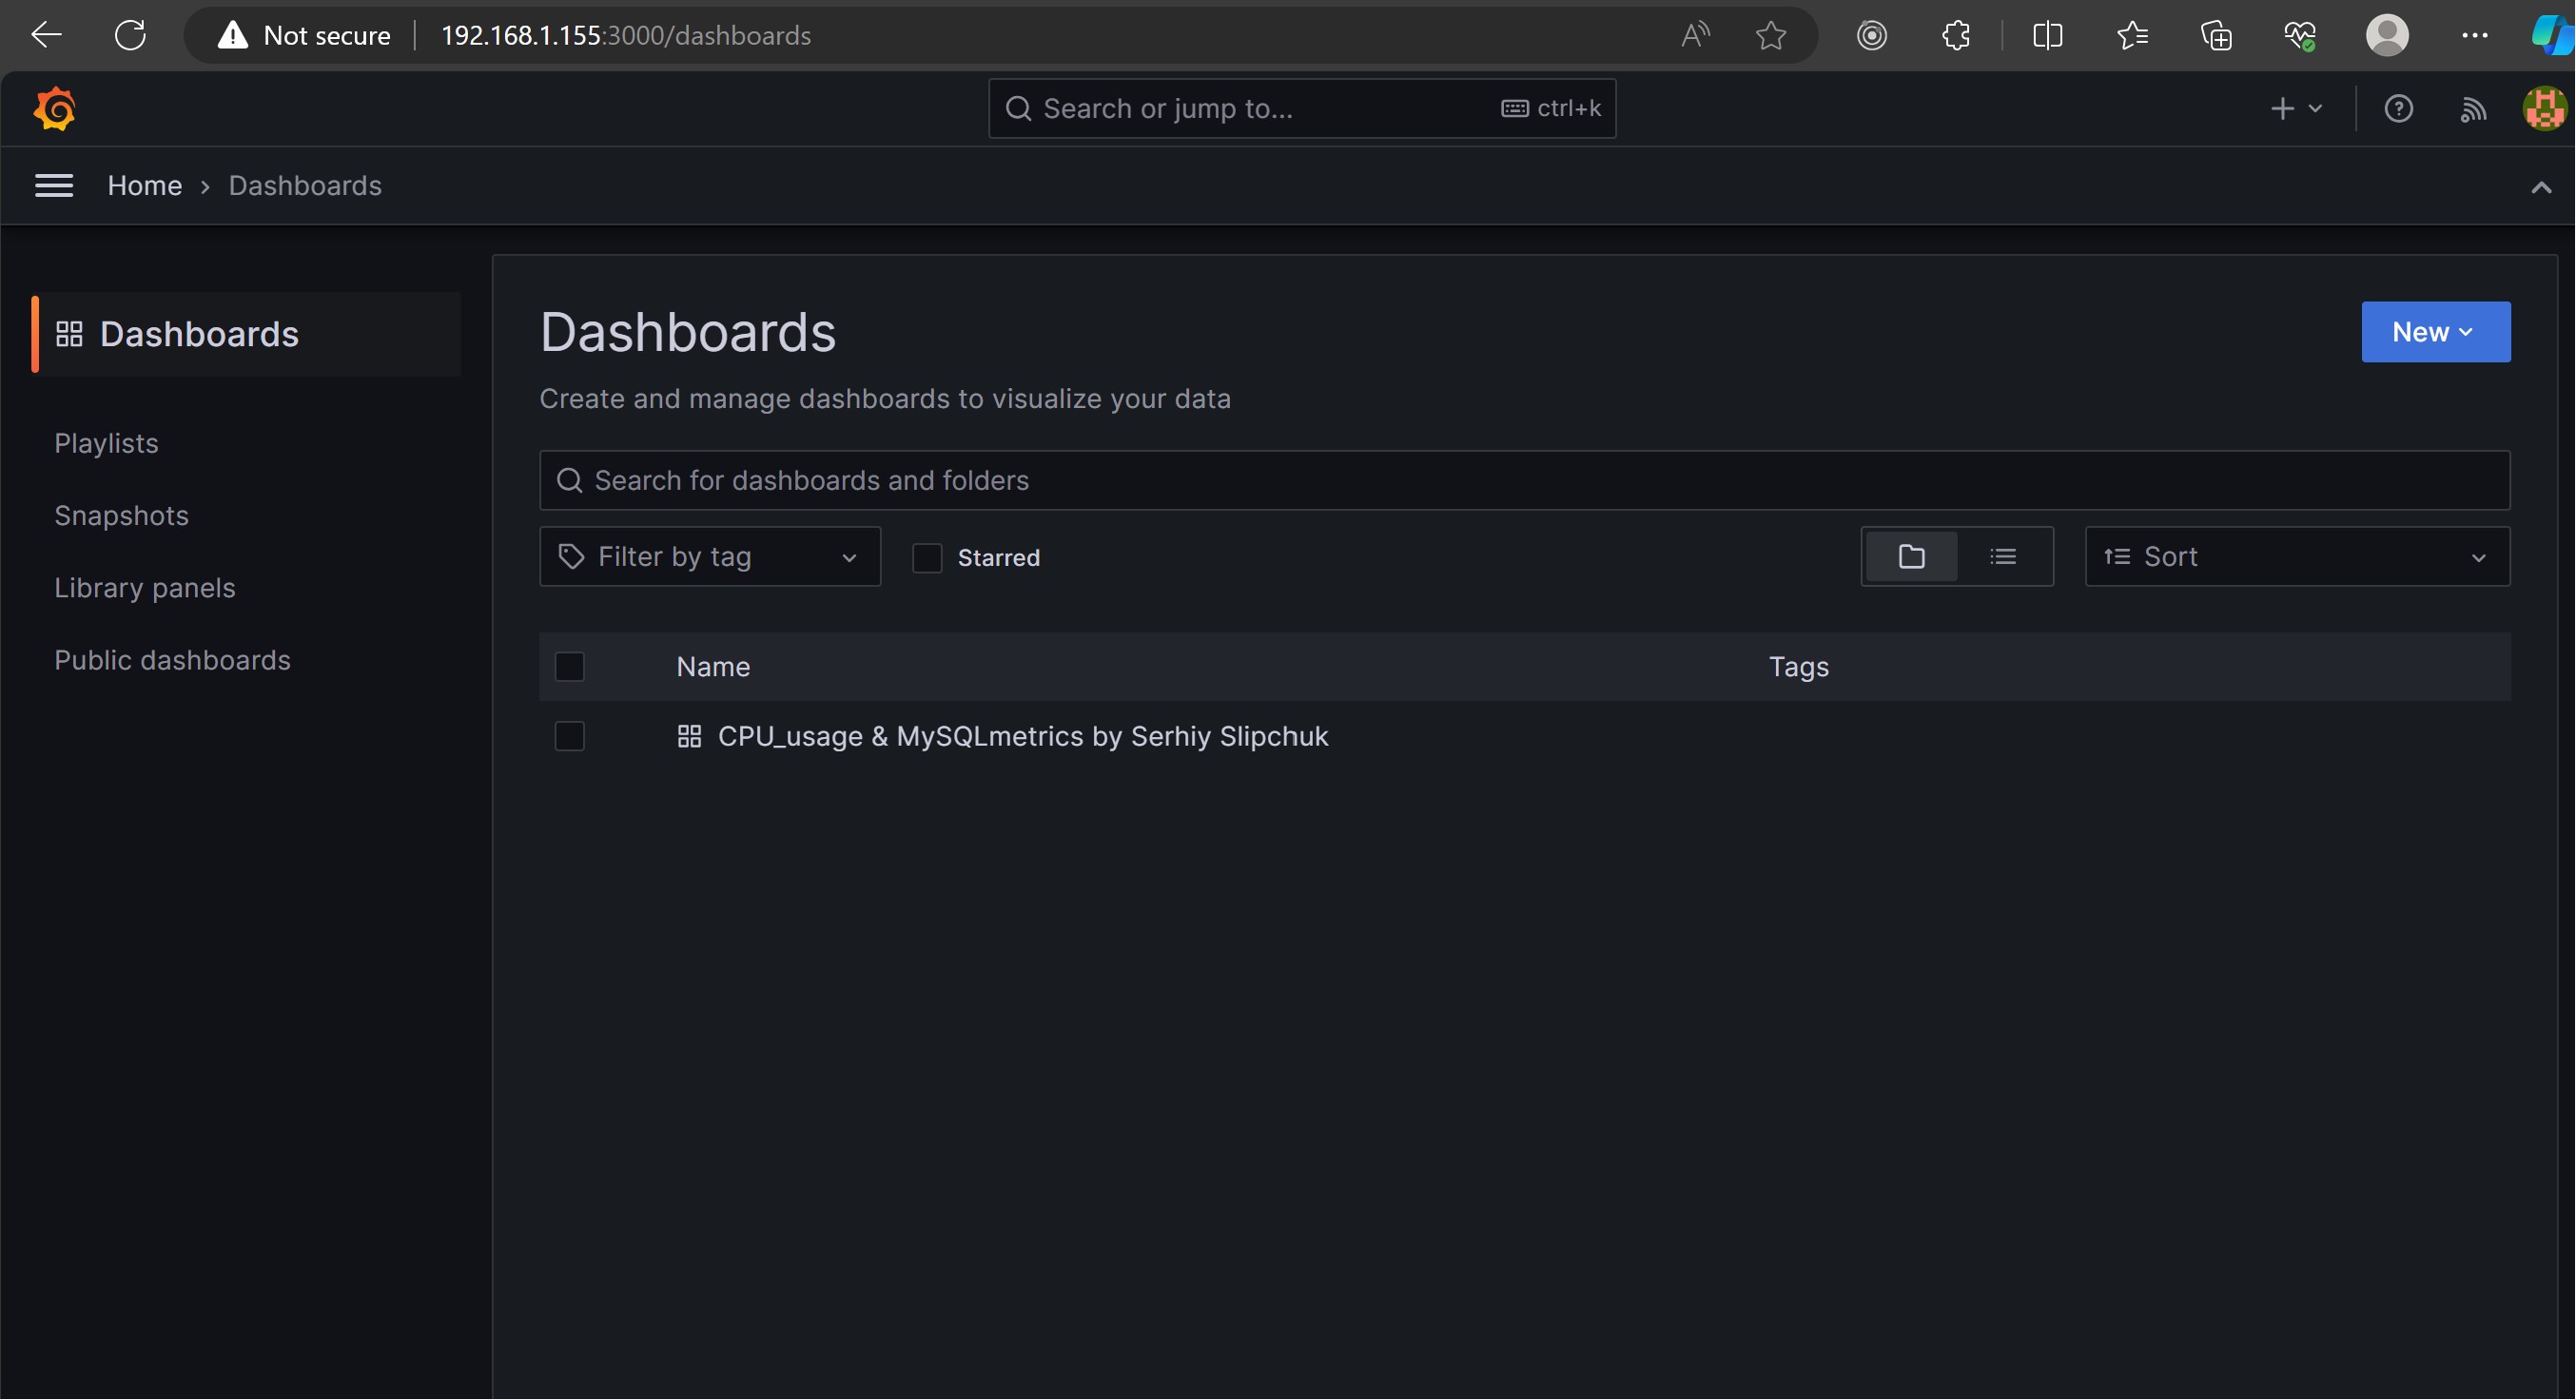 Not secure
192.168.1.155:3000/dashboards
Search or jump to...
ctrl+k
Home
Dashboards
Dashboards
Playlists
Snapshots
Library panels
Public dashboards
Dashboards
New
Create and manage dashboards to visualize your data
Search for dashboards and folders
Filter by tag
Starred
Sort
Name
Tags
CPU_usage & MySQLmetrics by Serhiy Slipchuk